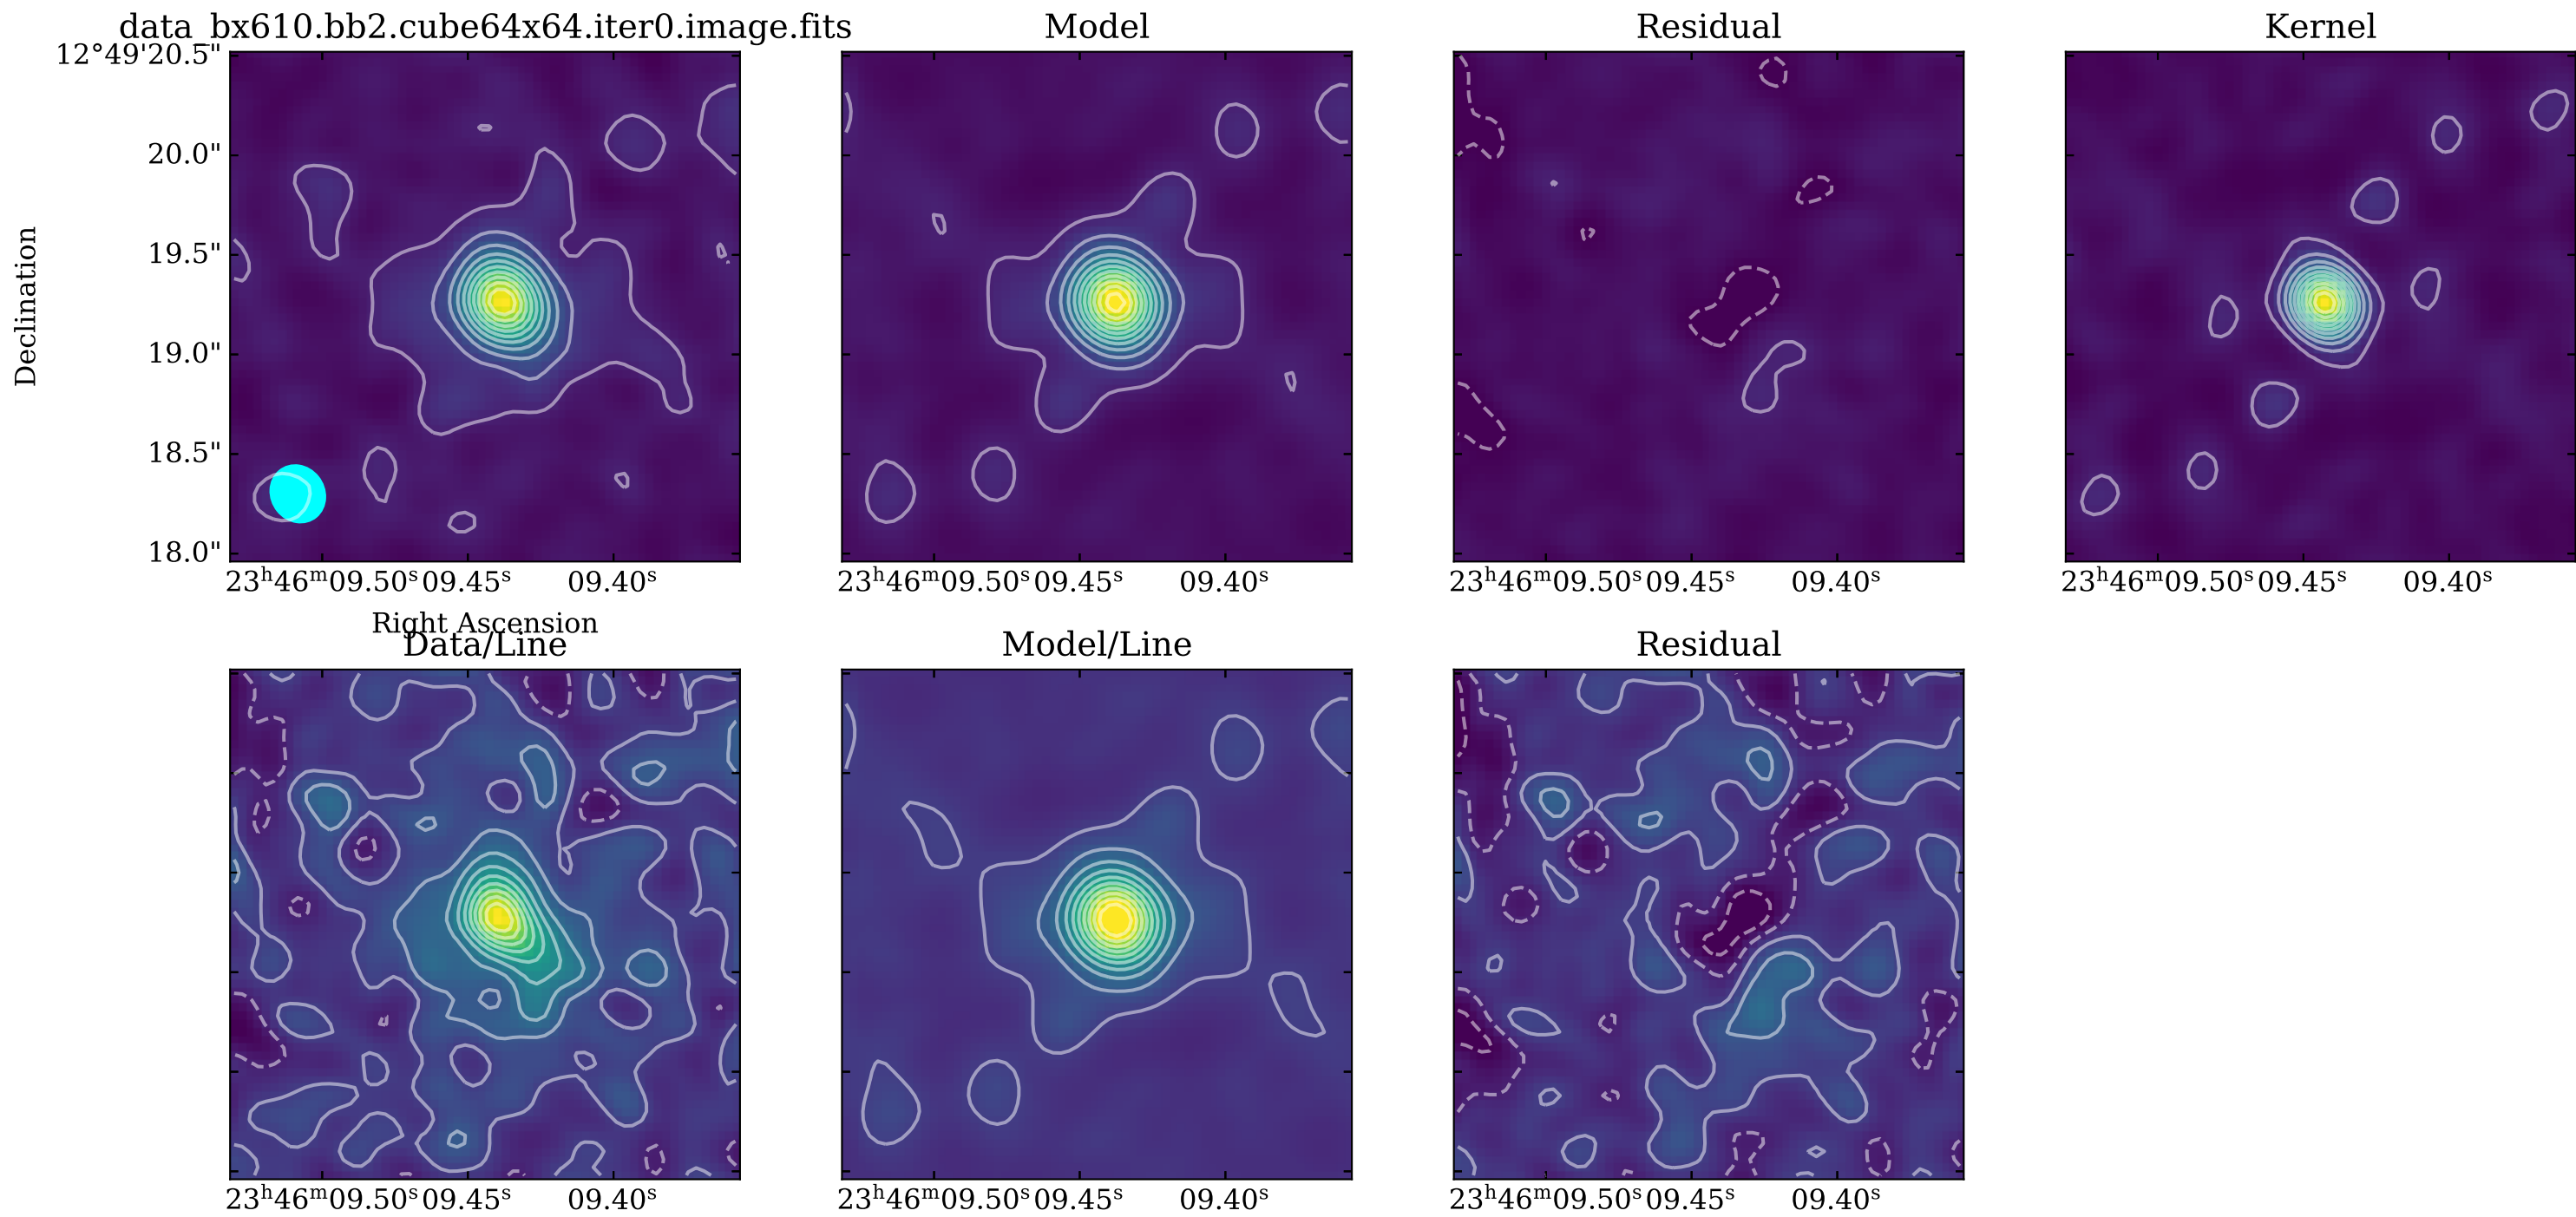 data_bx610.bb2.cube64x64.iter0.image.fits
Model
Residual
Kernel
12°49'20.5"
20.0"
19.5"
19.0"
18.5"
18.0"
Declination
23ʰ46ᵐ09.50ˢ 09.45ˢ 09.40ˢ
23ʰ46ᵐ09.50ˢ 09.45ˢ 09.40ˢ
23ʰ46ᵐ09.50ˢ 09.45ˢ 09.40ˢ
23ʰ46ᵐ09.50ˢ 09.45ˢ 09.40ˢ
Right Ascension
Data/Line
Model/Line
Residual
23ʰ46ᵐ09.50ˢ 09.45ˢ 09.40ˢ
23ʰ46ᵐ09.50ˢ 09.45ˢ 09.40ˢ
23ʰ46ᵐ09.50ˢ 09.45ˢ 09.40ˢ